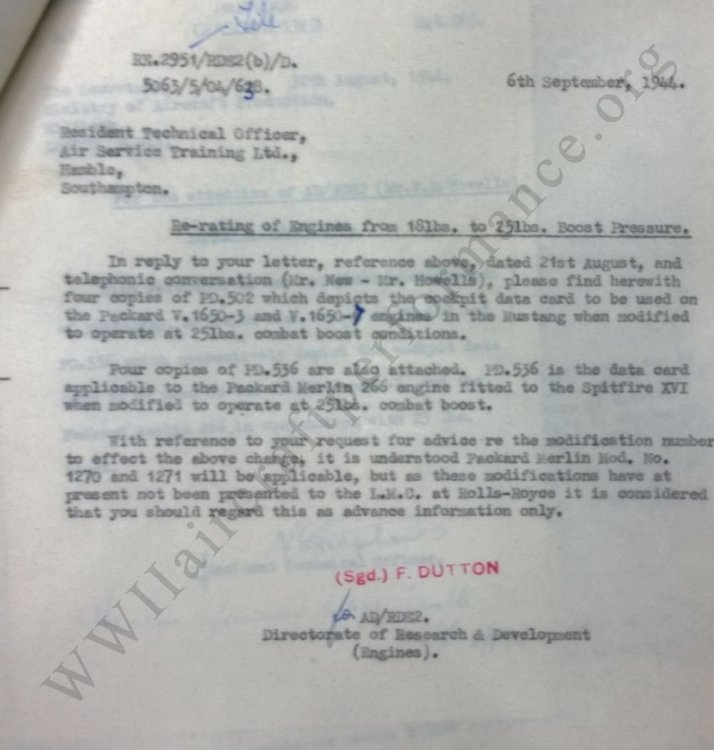 File
RE.2951/RDE2(b)/D.
5063/5/04/638.
6th September, 1944.
Resident Technical Officer,
Air Service Training Ltd.,
Hamble,
Southampton.
Re-rating of Engines from 18lbs. to 25lbs. Boost Pressure.
In reply to your letter, reference above, dated 21st August, and
telephonic conversation (Mr. New - Mr. Howells), please find herewith
four copies of PD.502 which depicts the cockpit data card to be used on
the Packard V.1650-3 and V.1650-7 engines in the Mustang when modified
to operate at 25lbs. combat boost conditions.
Four copies of PD.536 are also attached. PD.536 is the data card
applicable to the Packard Merlin 266 engine fitted to the Spitfire XVI
when modified to operate at 25lbs. combat boost.
With reference to your request for advice re the modification number
to effect the above change, it is understood Packard Merlin Mod. No.
1270 and 1271 will be applicable, but as these modifications have at
present not been presented to the L.M.C. at Rolls-Royce it is considered
that you should regard this as advance information only.
(Sgd.) F. DUTTON
for AD/RDE2.
Directorate of Research & Development
(Engines).
WWIIaircraftperformance.org